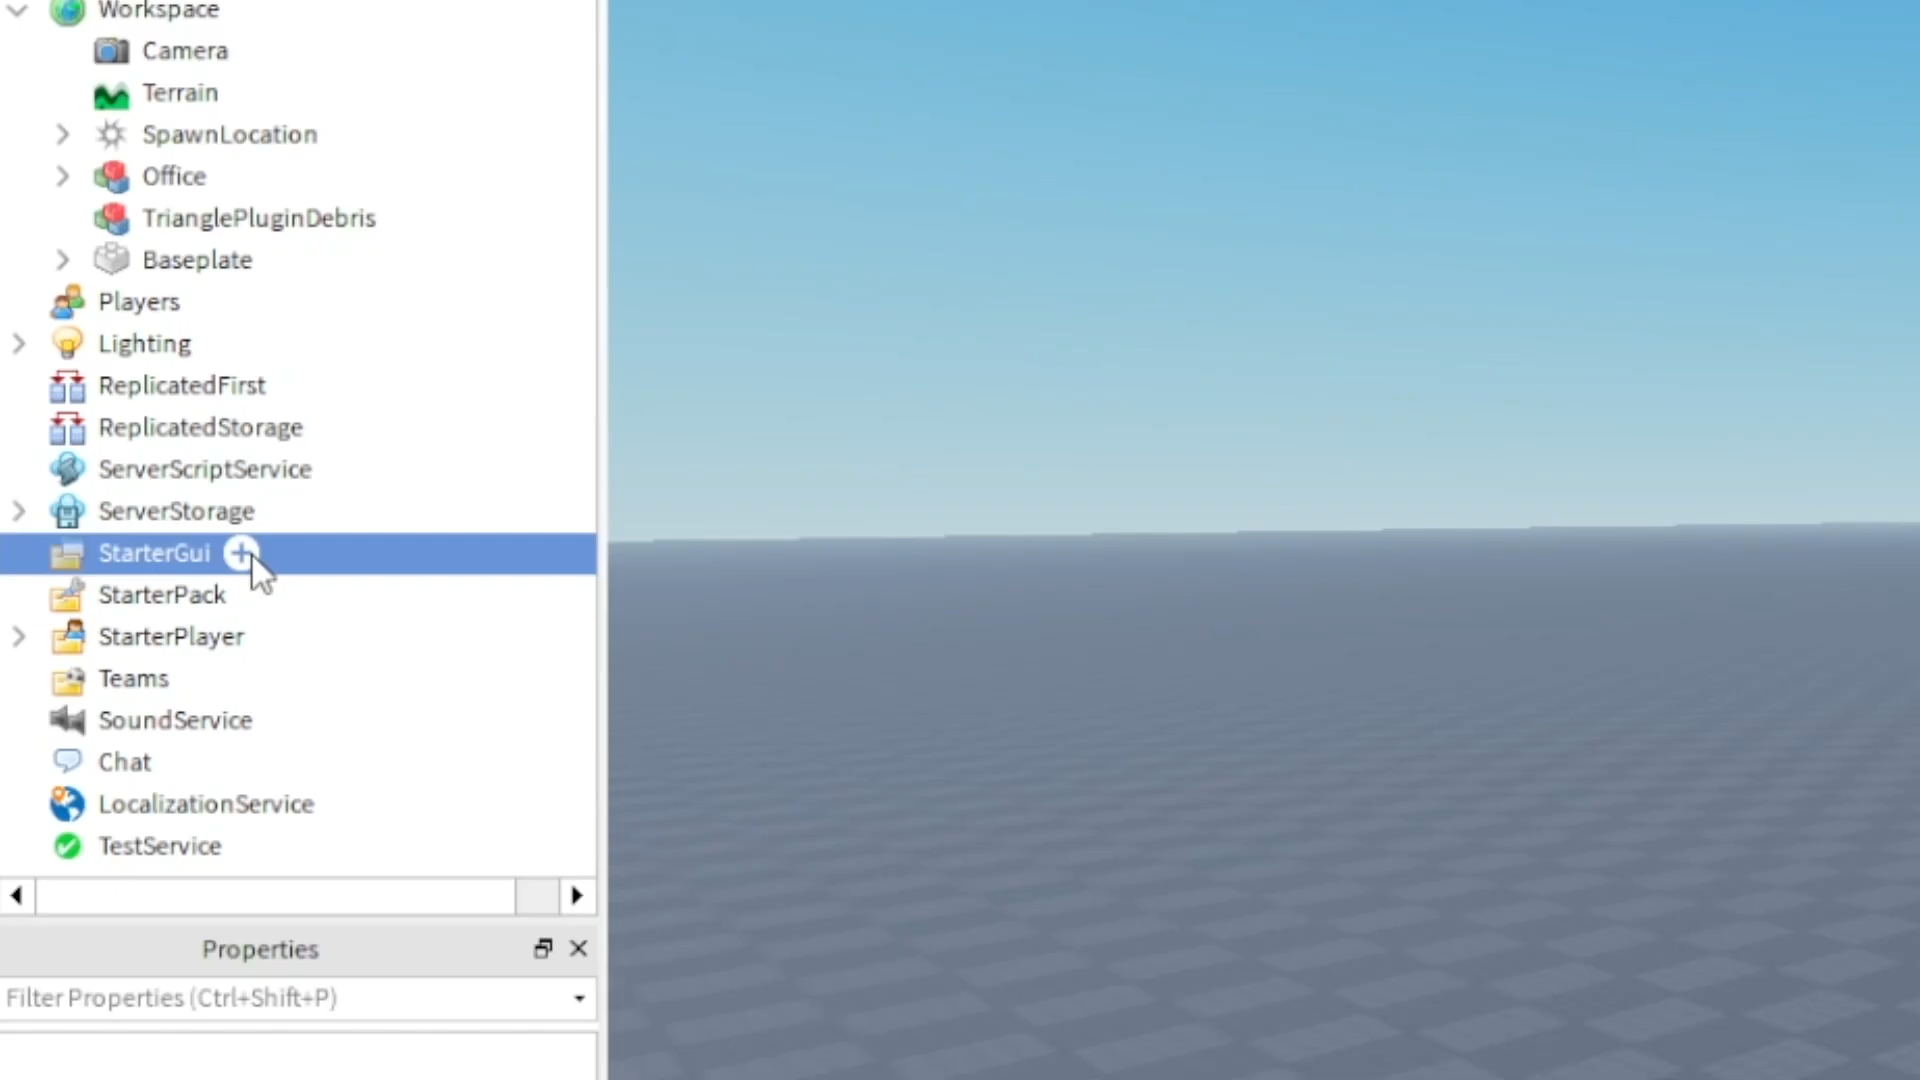 Workspace
Camera
Terrain
SpawnLocation
Office
TrianglePluginDebris
Baseplate
Players
Lighting
ReplicatedFirst
ReplicatedStorage
ServerScriptService
ServerStorage
StarterGui
StarterPack
StarterPlayer
Teams
SoundService
Chat
LocalizationService
TestService
Properties
Filter Properties (Ctrl+Shift+P)